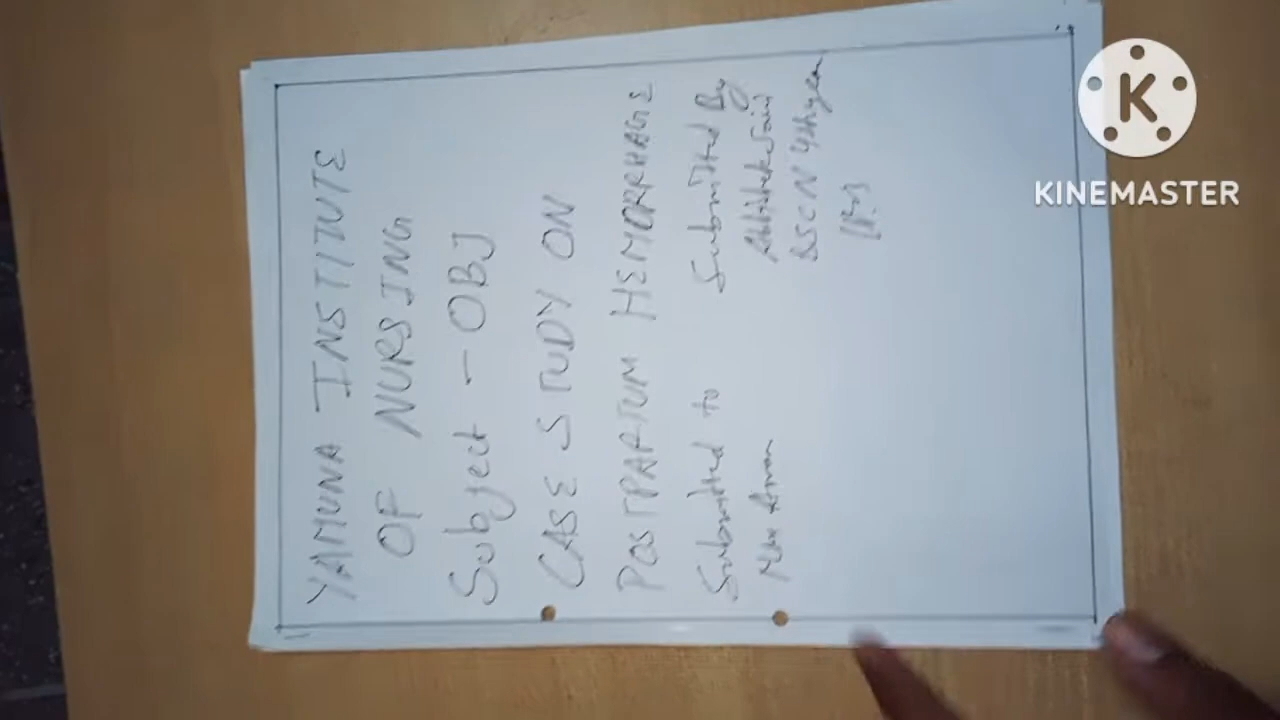 YAMUNA INSTITUTE
OF NURSING
Subject - OBJ
CASE STUDY ON
POSTPARTUM HEMORRHAGE
Submitted to Submitted By
BSCN 4th year
K
KINEMASTER